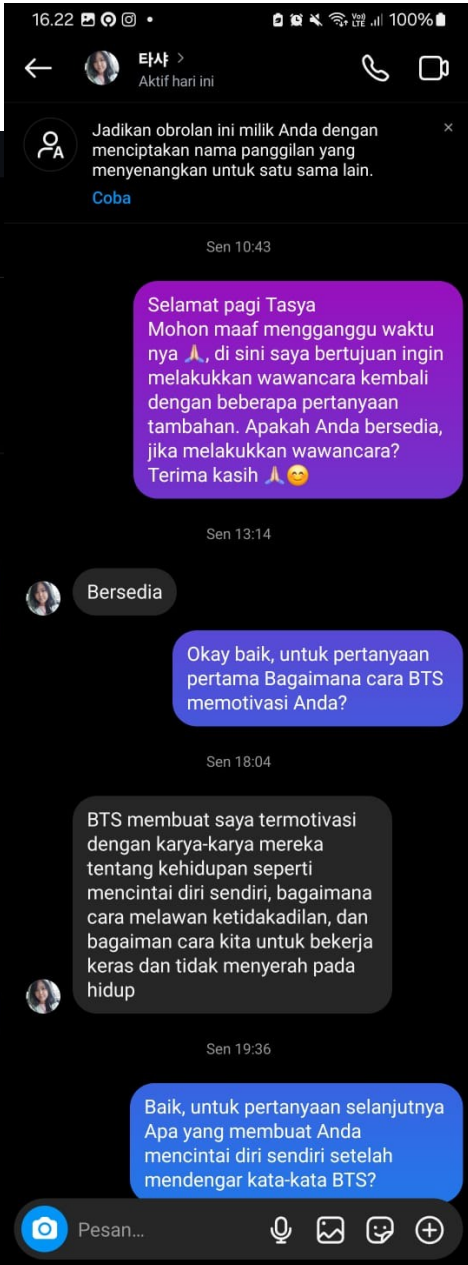 16.22
100%
타샤 >
Aktif hari ini
Jadikan obrolan ini milik Anda dengan
menciptakan nama panggilan yang
menyenangkan untuk satu sama lain.
Coba
Sen 10:43
Selamat pagi Tasya
Mohon maaf mengganggu waktu
nya 🙏, di sini saya bertujuan ingin
melakukkan wawancara kembali
dengan beberapa pertanyaan
tambahan. Apakah Anda bersedia,
jika melakukkan wawancara?
Terima kasih 🙏😊
Sen 13:14
Bersedia
Okay baik, untuk pertanyaan
pertama Bagaimana cara BTS
memotivasi Anda?
Sen 18:04
BTS membuat saya termotivasi
dengan karya-karya mereka
tentang kehidupan seperti
mencintai diri sendiri, bagaimana
cara melawan ketidakadilan, dan
bagaiman cara kita untuk bekerja
keras dan tidak menyerah pada
hidup
Sen 19:36
Baik, untuk pertanyaan selanjutnya
Apa yang membuat Anda
mencintai diri sendiri setelah
mendengar kata-kata BTS?
Pesan...